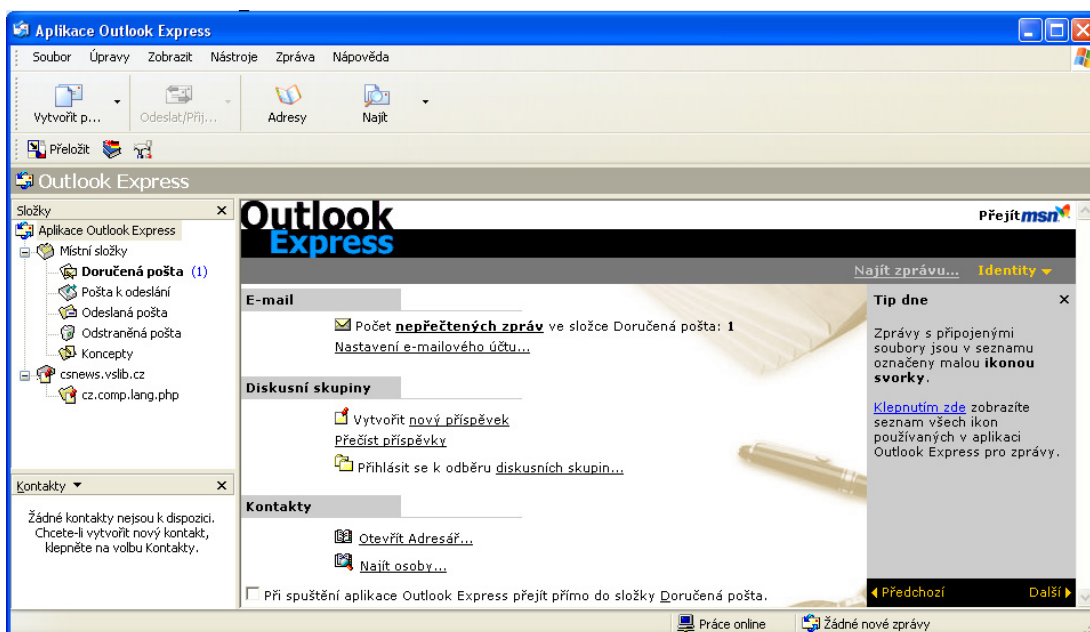 Aplikace Outlook Express
Soubor Úpravy Zobrazit Nástroje Zpráva Nápověda
Vytvořit p... Odeslat/Přij... Adresy Najít
Přeložit
Outlook Express
Složky
Aplikace Outlook Express
Místní složky
Doručená pošta (1)
Pošta k odeslání
Odeslaná pošta
Odstraněná pošta
Koncepty
csnews.vslib.cz
cz.comp.lang.php
Kontakty
Žádné kontakty nejsou k dispozici.
Chcete-li vytvořit nový kontakt,
klepněte na volbu Kontakty.
Outlook
Express
Přejít msn
Najít zprávu... Identity
E-mail
Počet nepřečtených zpráv ve složce Doručená pošta: 1
Nastavení e-mailového účtu...
Diskusní skupiny
Vytvořit nový příspěvek
Přečíst příspěvky
Přihlásit se k odběru diskusních skupin...
Kontakty
Otevřít Adresář...
Najít osoby...
Při spuštění aplikace Outlook Express přejít přímo do složky Doručená pošta.
Tip dne
Zprávy s připojenými
soubory jsou v seznamu
označeny malou ikonou
svorky.
Klepnutím zde zobrazíte
seznam všech ikon
používaných v aplikaci
Outlook Express pro zprávy.
Předchozí Další
Práce online Žádné nové zprávy